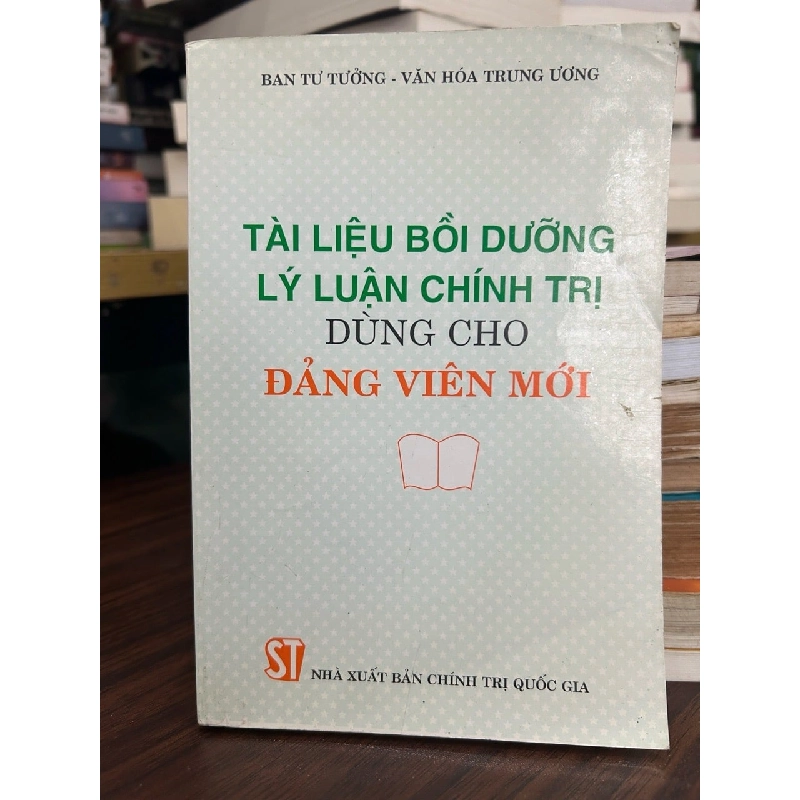 BAN TƯ TƯỞNG - VĂN HÓA TRUNG ƯƠNG
TÀI LIỆU BỒI DƯỠNG
LÝ LUẬN CHÍNH TRỊ
DÙNG CHO
ĐẢNG VIÊN MỚI
ST
NHÀ XUẤT BẢN CHÍNH TRỊ QUỐC GIA